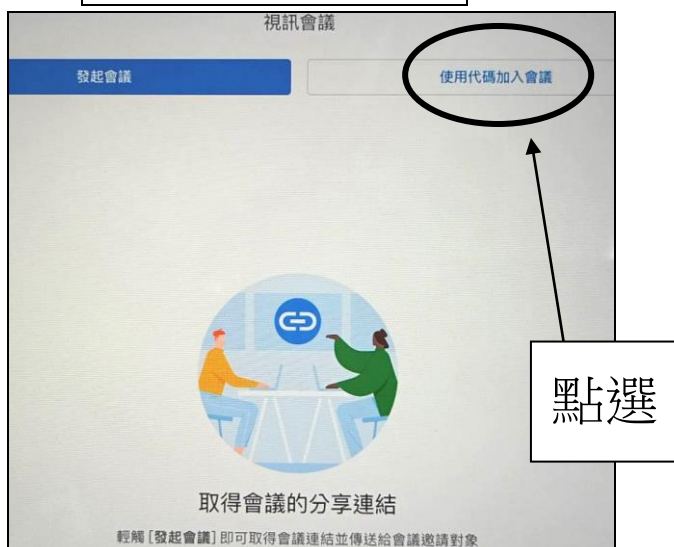 視訊會議
發起會議
使用代碼加入會議
點選
取得會議的分享連結
輕觸 [發起會議] 即可取得會議連結並傳送給會議邀請對象